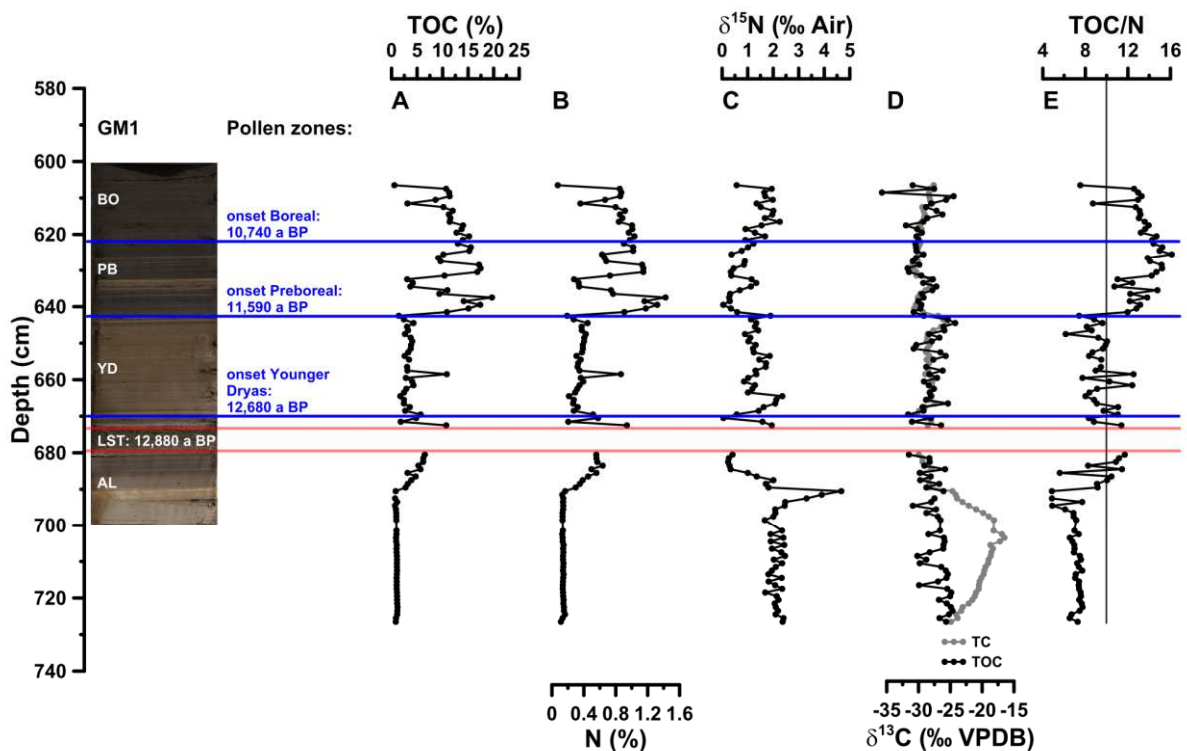 TOC (%)
0 5 10 15 20 25
δ¹⁵N (‰ Air)
0 1 2 3 4 5
TOC/N
4 8 12 16
580
600
620
640
660
680
700
720
740
Depth (cm)
A
B
C
D
E
GM1
Pollen zones:
BO
PB
YD
LST: 12,880 a BP
AL
onset Boreal:
10,740 a BP
onset Preboreal:
11,590 a BP
onset Younger
Dryas:
12,680 a BP
TC
TOC
0 0.4 0.8 1.2 1.6
N (%)
-35 -30 -25 -20 -15
δ¹³C (‰ VPDB)